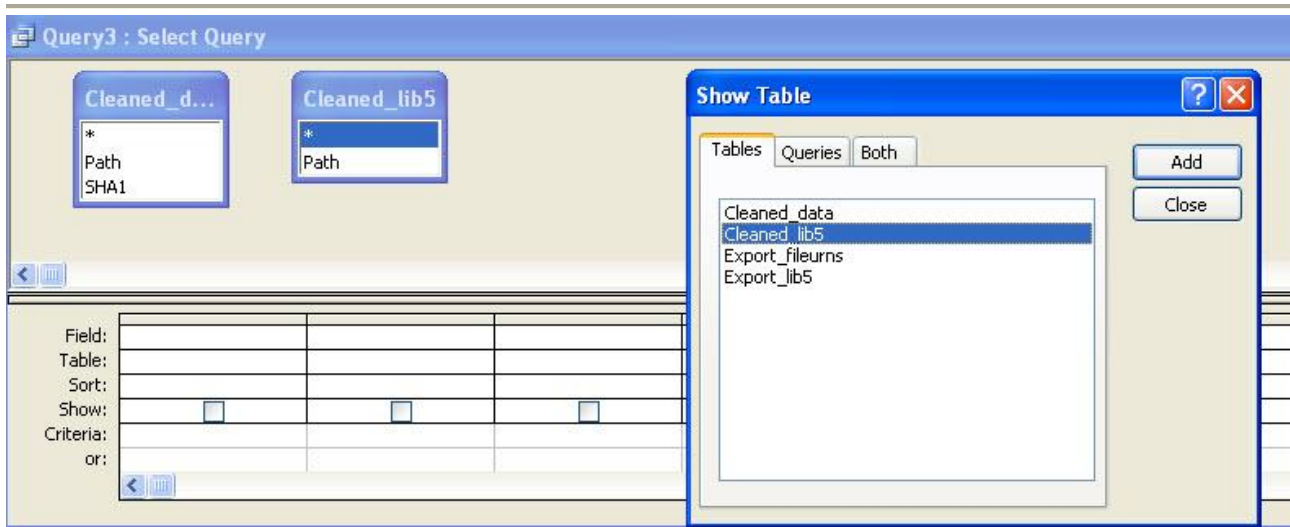 Query3 : Select Query
Cleaned_d...
*
Path
SHA1
Cleaned_lib5
*
Path
Show Table
Tables
Queries
Both
Add
Close
Cleaned_data
Cleaned_lib5
Export_fileurns
Export_lib5
Field:
Table:
Sort:
Show:
Criteria:
or: